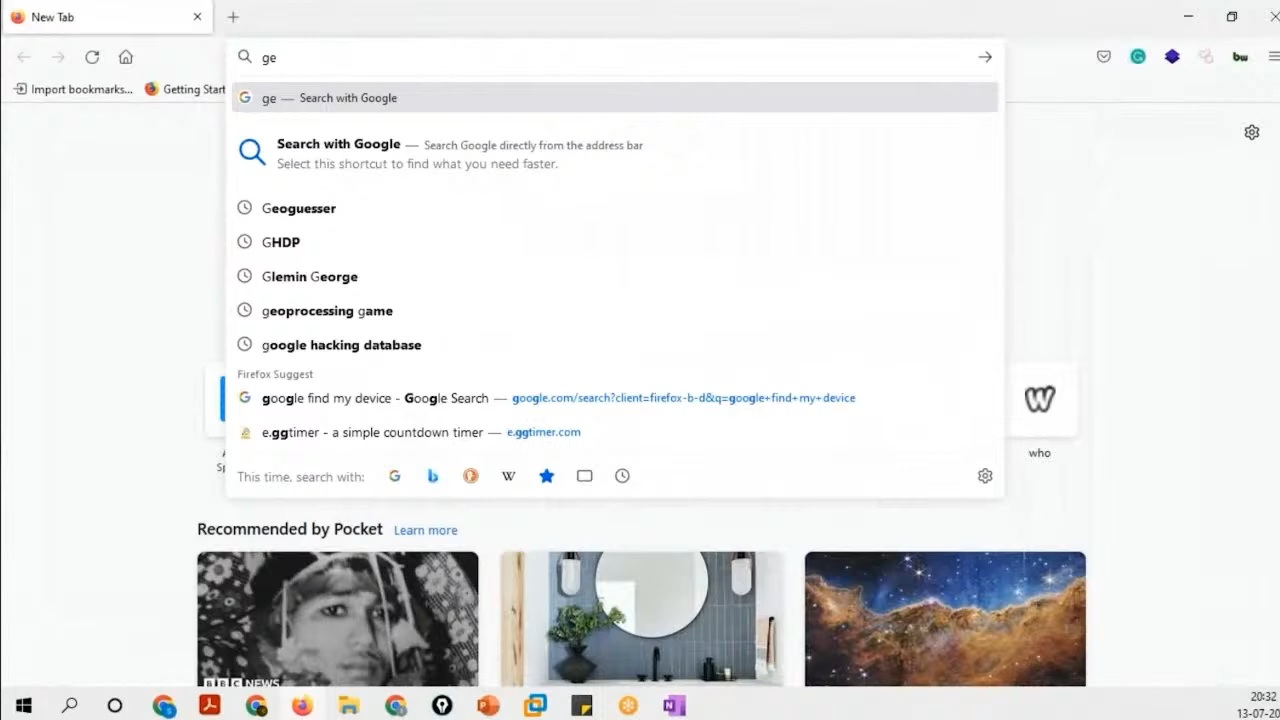 New Tab
ge
bw
Import bookmarks...
Getting Start
ge — Search with Google
Search with Google — Search Google directly from the address bar
Select this shortcut to find what you need faster.
Geoguesser
GHDP
Glemin George
geoprocessing game
google hacking database
Firefox Suggest
google find my device - Google Search — google.com/search?client=firefox-b-d&q=google+find+my+device
e.ggtimer - a simple countdown timer — e.ggtimer.com
who
This time, search with:
Recommended by Pocket Learn more
BBC NEWS
20:32
13-07-20